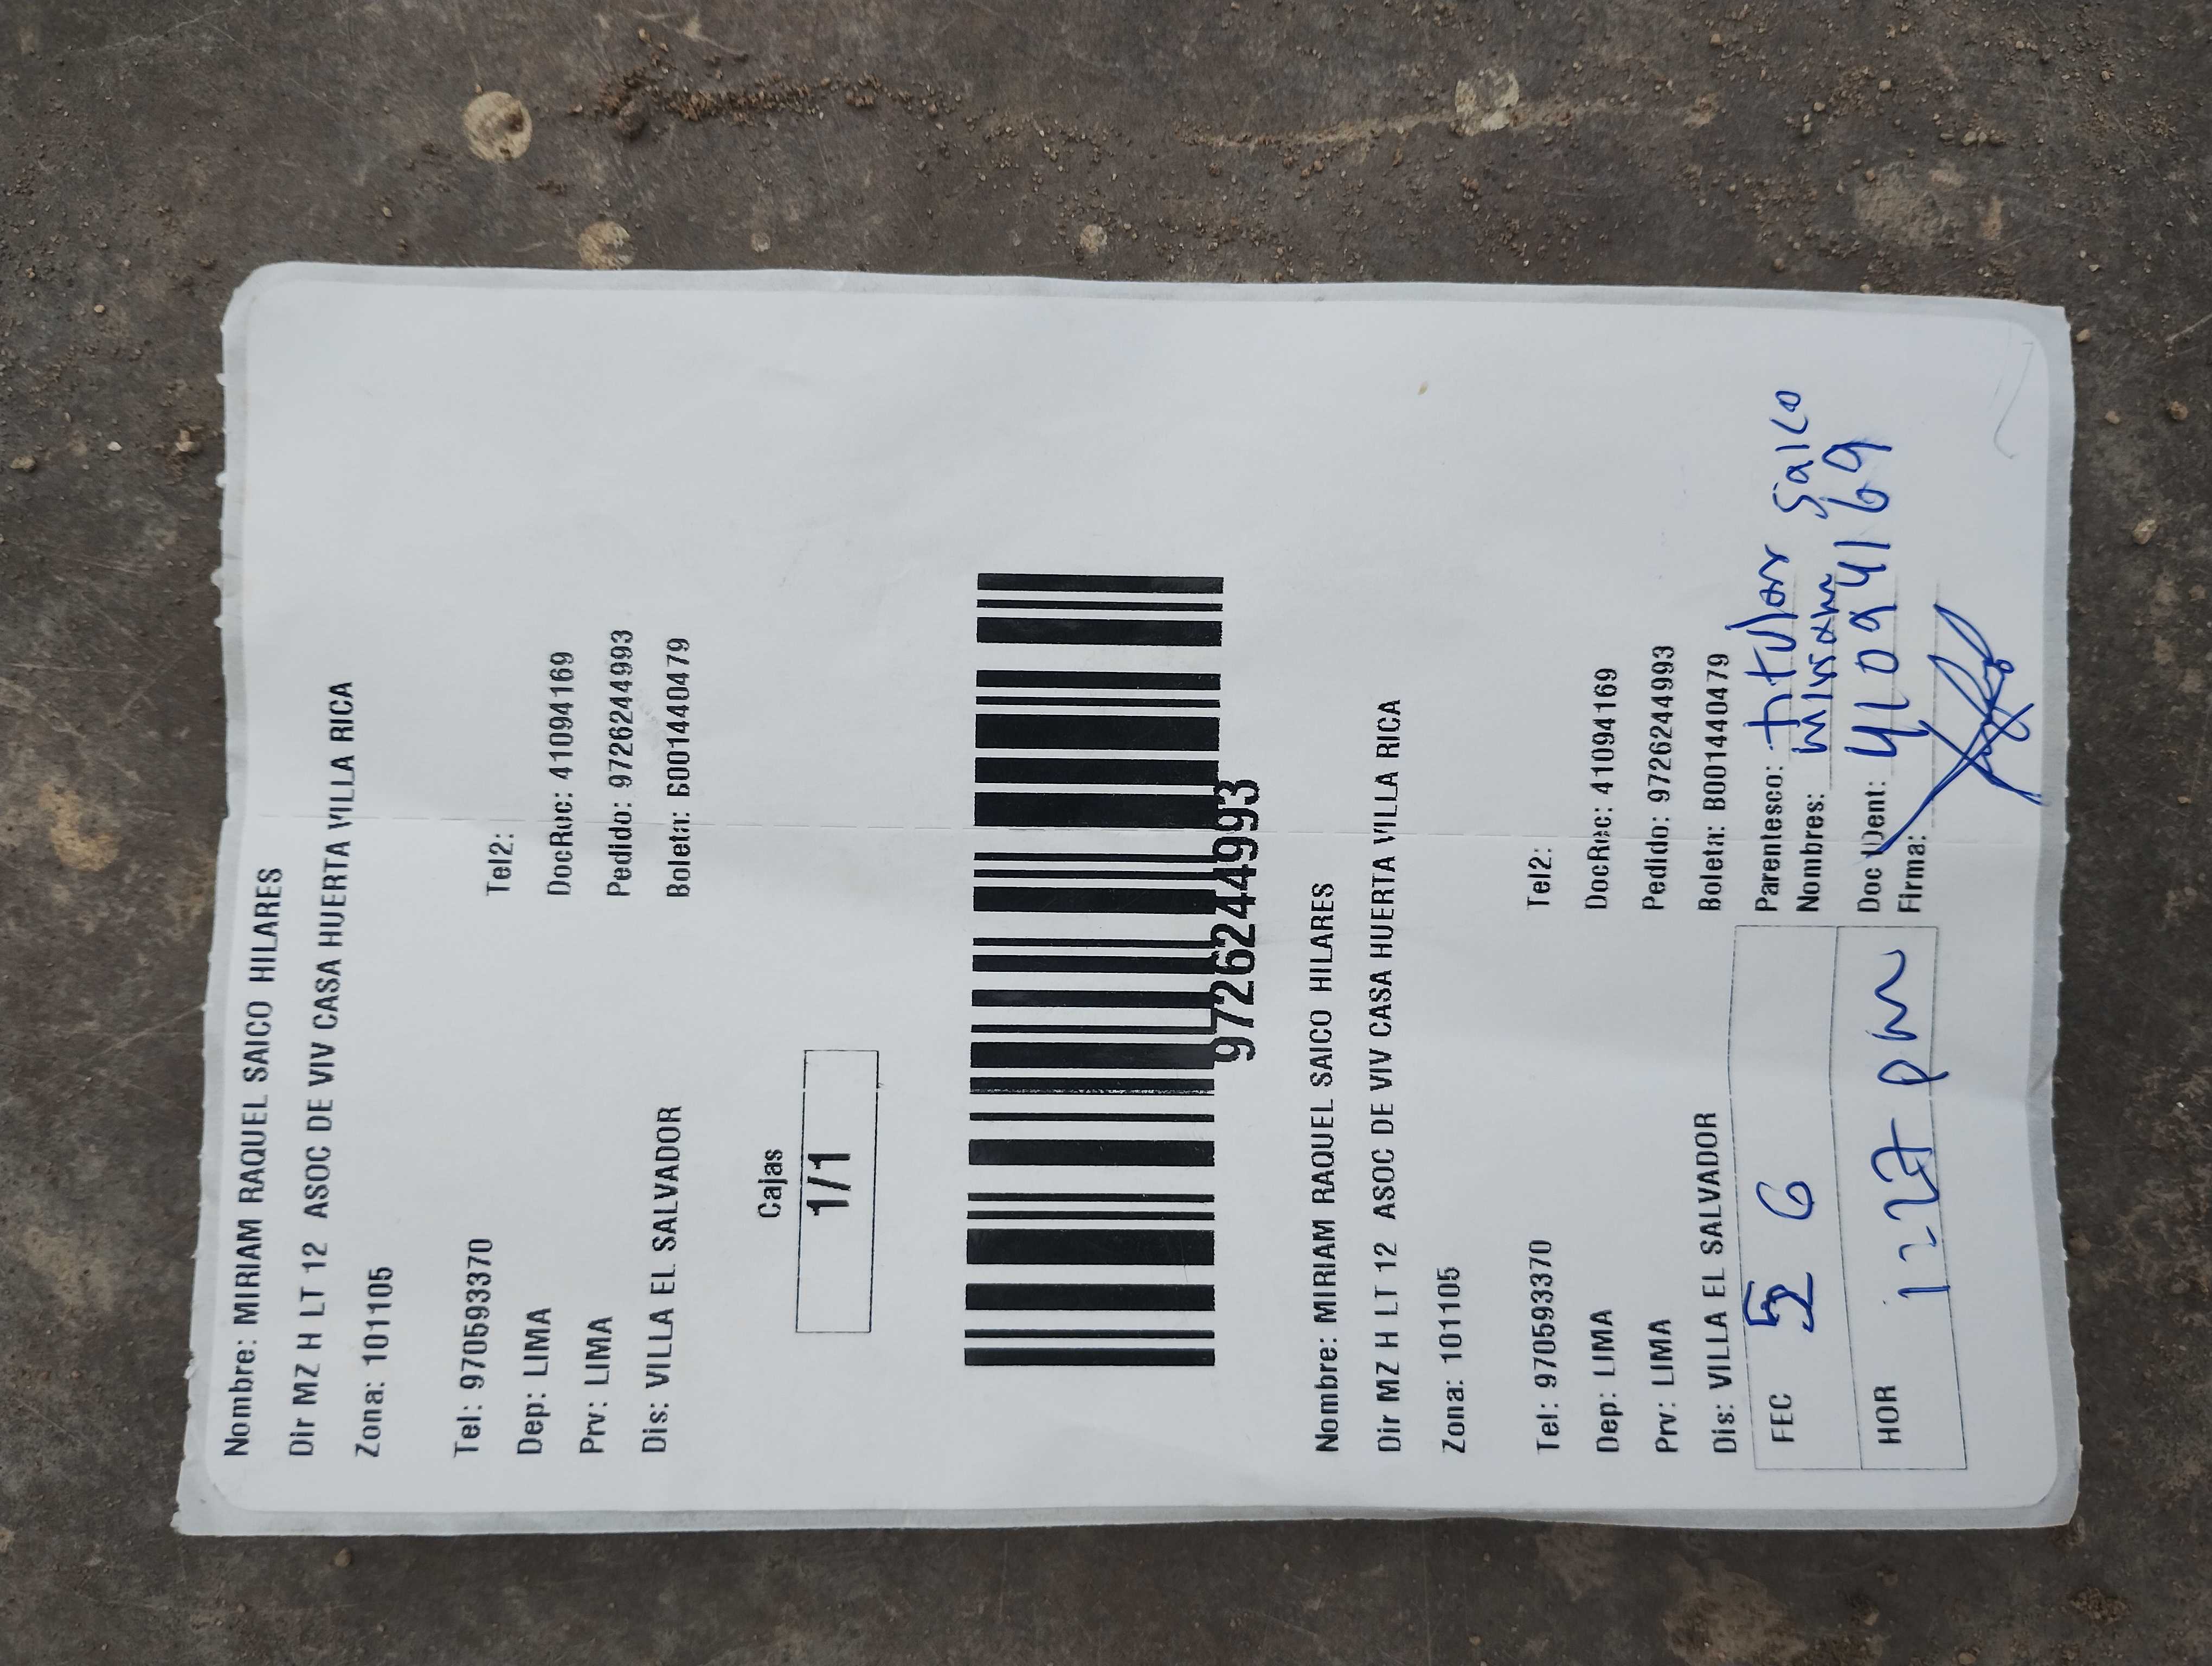 Nombre: MIRIAM RAQUEL SAICO HILARES
Dir MZ H LT 12 ASOC DE VIV CASA HUERTA VILLA RICA
Zona: 101105
Tel: 970593370 Tel2:
Dep: LIMA DocRuc: 41094169
Prv: LIMA Pedido: 9726244993
Dis: VILLA EL SALVADOR Boleta: B001440479
Cajas
1/1
9726244993
Nombre: MIRIAM RAQUEL SAICO HILARES
Dir MZ H LT 12 ASOC DE VIV CASA HUERTA VILLA RICA
Zona: 101105
Tel: 970593370 Tel2:
Dep: LIMA DocRuc: 41094169
Prv: LIMA Pedido: 9726244993
Dis: VILLA EL SALVADOR Boleta: B001440479
FEC 5 6 Parentesco: titular
Nombres: Miriam Saico
HOR 1227 pm Doc Ident: 41094169
Firma: